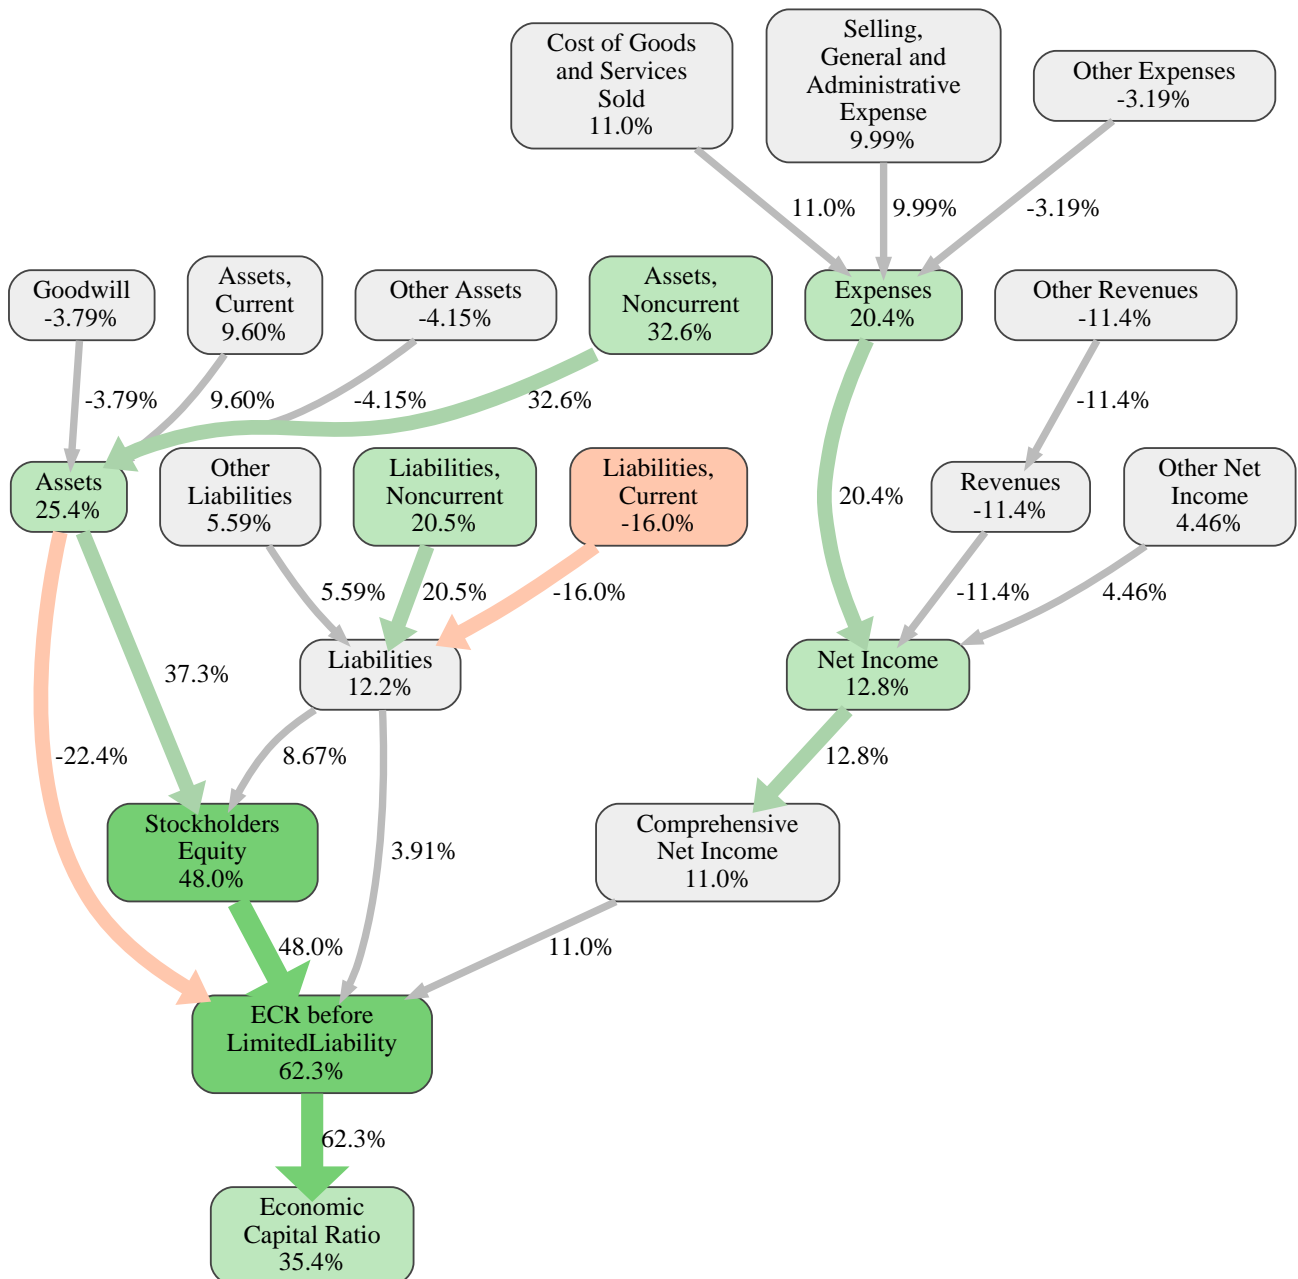 Cost of Goods
and Services
Sold
11.0%
Selling,
General and
Administrative
Expense
9.99%
Other Expenses
-3.19%
11.0%
9.99%
-3.19%
Goodwill
-3.79%
Assets,
Current
9.60%
Other Assets
-4.15%
Assets,
Noncurrent
32.6%
Expenses
20.4%
Other Revenues
-11.4%
-3.79%
9.60%
-4.15%
32.6%
-11.4%
Assets
25.4%
Other
Liabilities
5.59%
Liabilities,
Noncurrent
20.5%
Liabilities,
Current
-16.0%
20.4%
Revenues
-11.4%
Other Net
Income
4.46%
5.59%
20.5%
-16.0%
-11.4%
4.46%
37.3%
Liabilities
12.2%
Net Income
12.8%
-22.4%
8.67%
12.8%
Stockholders
Equity
48.0%
3.91%
Comprehensive
Net Income
11.0%
48.0%
11.0%
ECR before
LimitedLiability
62.3%
62.3%
Economic
Capital Ratio
35.4%